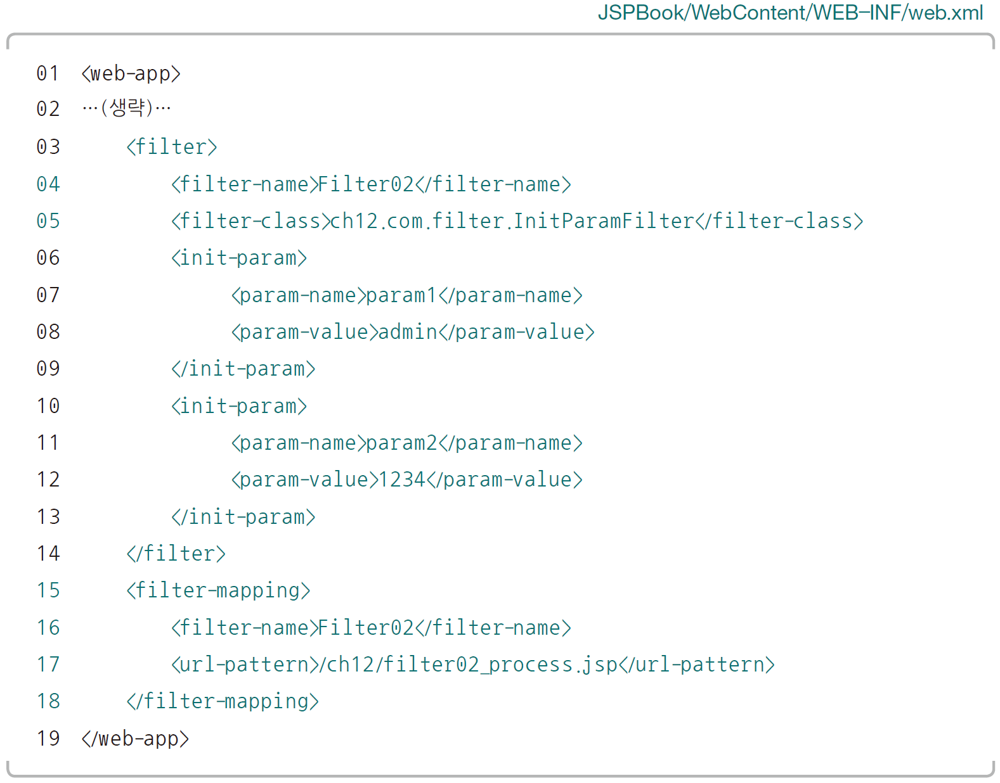 JSPBook/WebContent/WEB-INF/web.xml
01 <web-app>
02 …(생략)…
03 <filter>
04 <filter-name>Filter02</filter-name>
05 <filter-class>ch12.com.filter.InitParamFilter</filter-class>
06 <init-param>
07 <param-name>param1</param-name>
08 <param-value>admin</param-value>
09 </init-param>
10 <init-param>
11 <param-name>param2</param-name>
12 <param-value>1234</param-value>
13 </init-param>
14 </filter>
15 <filter-mapping>
16 <filter-name>Filter02</filter-name>
17 <url-pattern>/ch12/filter02_process.jsp</url-pattern>
18 </filter-mapping>
19 </web-app>